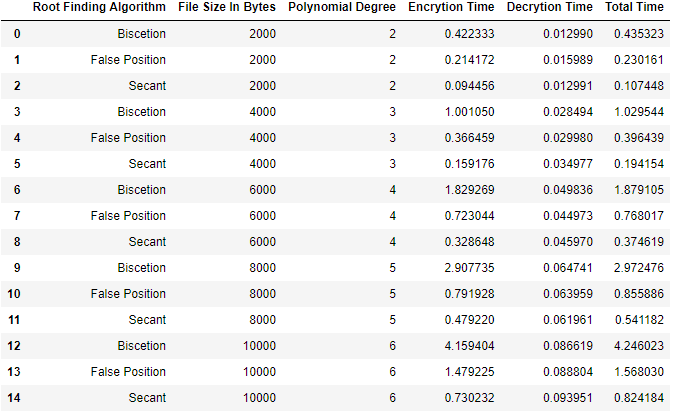 Root Finding Algorithm File Size In Bytes Polynomial Degree Encrytion Time Decrytion Time Total Time
0 Biscetion 2000 2 0.422333 0.012990 0.435323
1 False Position 2000 2 0.214172 0.015989 0.230161
2 Secant 2000 2 0.094456 0.012991 0.107448
3 Biscetion 4000 3 1.001050 0.028494 1.029544
4 False Position 4000 3 0.366459 0.029980 0.396439
5 Secant 4000 3 0.159176 0.034977 0.194154
6 Biscetion 6000 4 1.829269 0.049836 1.879105
7 False Position 6000 4 0.723044 0.044973 0.768017
8 Secant 6000 4 0.328648 0.045970 0.374619
9 Biscetion 8000 5 2.907735 0.064741 2.972476
10 False Position 8000 5 0.791928 0.063959 0.855886
11 Secant 8000 5 0.479220 0.061961 0.541182
12 Biscetion 10000 6 4.159404 0.086619 4.246023
13 False Position 10000 6 1.479225 0.088804 1.568030
14 Secant 10000 6 0.730232 0.093951 0.824184